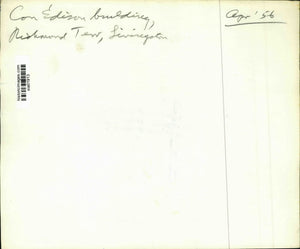 Con Edison building,
Richmond Terr, Livingston
Apr '56